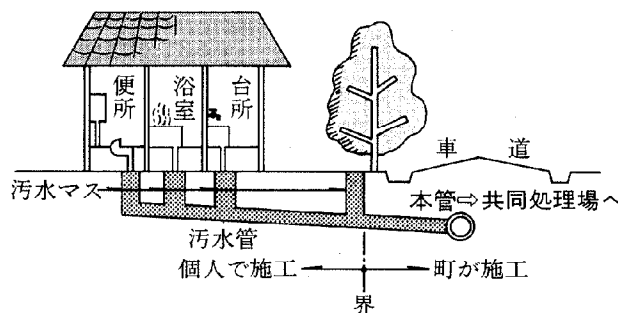 便所
浴室
台所
車道
汚水マス
本管⇨共同処理場へ
汚水管
個人で施工
町が施工
界